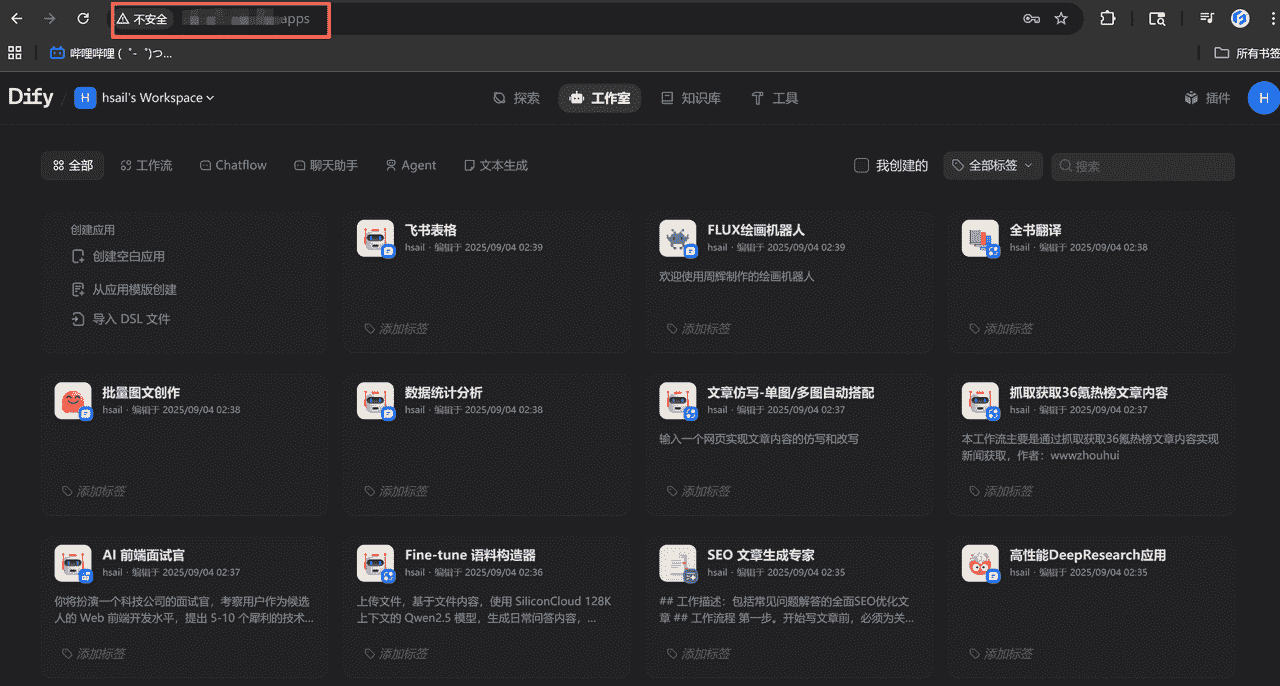 不安全 apps
哔哩哔哩 (゜-゜)つ...
所有书签
Dify / H hsail's Workspace
探索 工作室 知识库 工具
插件 H
全部 工作流 Chatflow 聊天助手 Agent 文本生成
我创建的 全部标签 搜索
创建应用
创建空白应用
从应用模版创建
导入 DSL 文件
飞书表格
hsail · 编辑于 2025/09/04 02:39
添加标签
FLUX绘画机器人
hsail · 编辑于 2025/09/04 02:39
欢迎使用周辉制作的绘画机器人
添加标签
全书翻译
hsail · 编辑于 2025/09/04 02:38
添加标签
批量图文创作
hsail · 编辑于 2025/09/04 02:38
添加标签
数据统计分析
hsail · 编辑于 2025/09/04 02:38
添加标签
文章仿写-单图/多图自动搭配
hsail · 编辑于 2025/09/04 02:37
输入一个网页实现文章内容的仿写和改写
添加标签
抓取获取36氪热榜文章内容
hsail · 编辑于 2025/09/04 02:37
本工作流主要是通过抓取获取36氪热榜文章内容实现
新闻获取，作者：wwwzhouhui
添加标签
AI 前端面试官
hsail · 编辑于 2025/09/04 02:37
你将扮演一个科技公司的面试官，考察用户作为候选
人的 Web 前端开发水平，提出 5-10 个犀利的技术...
添加标签
Fine-tune 语料构造器
hsail · 编辑于 2025/09/04 02:36
上传文件，基于文件内容，使用 SiliconCloud 128K
上下文的 Qwen2.5 模型，生成日常问答内容，...
添加标签
SEO 文章生成专家
hsail · 编辑于 2025/09/04 02:35
## 工作描述：包括常见问题解答的全面SEO优化文
章 ## 工作流程 第一步。开始写文章前，必须为关...
添加标签
高性能DeepResearch应用
hsail · 编辑于 2025/09/04 02:35
添加标签